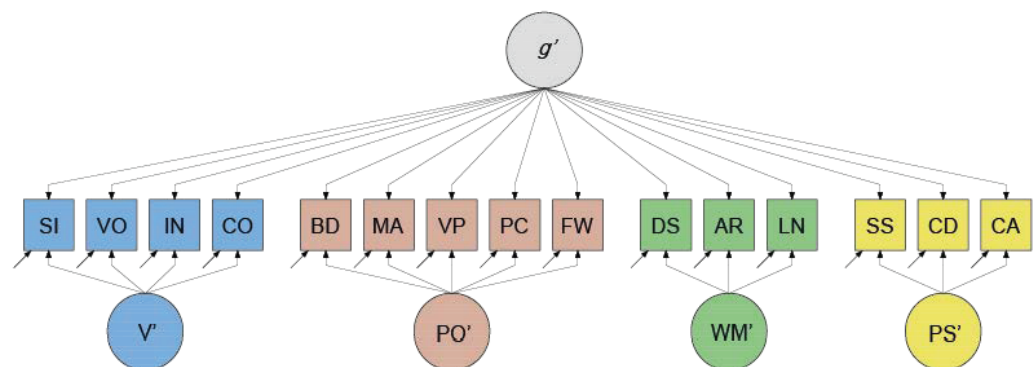 g’
SI VO IN CO BD MA VP PC FW DS AR LN SS CD CA
V’ PO’ WM’ PS’